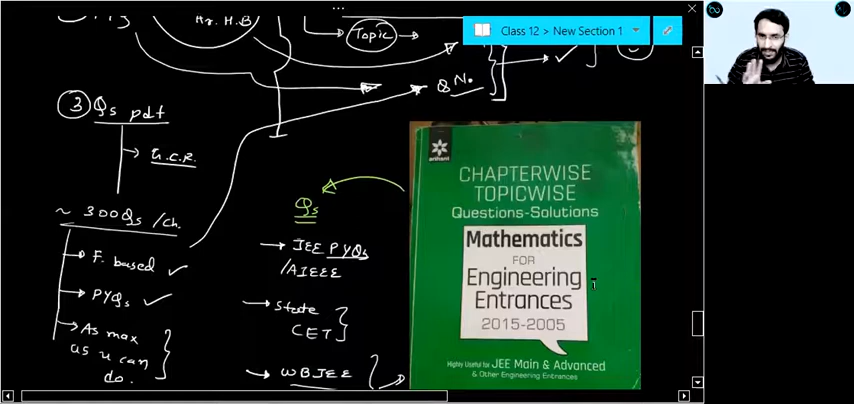 ...
Hr. H.B
Topic
Class 12 > New Section 1
Q No.
3 Qs pdf
~ 300Qs /Ch.
F. based
PYQs
As max
as u can
do.
Qs
JEE PYQs
/AIEEE
State
CET
WBJEE
arihant
CHAPTERWISE
TOPICWISE
Questions-Solutions
Mathematics
FOR
Engineering
Entrances
2015-2005
Highly Useful for JEE Main & Advanced
& Other Engineering Entrances